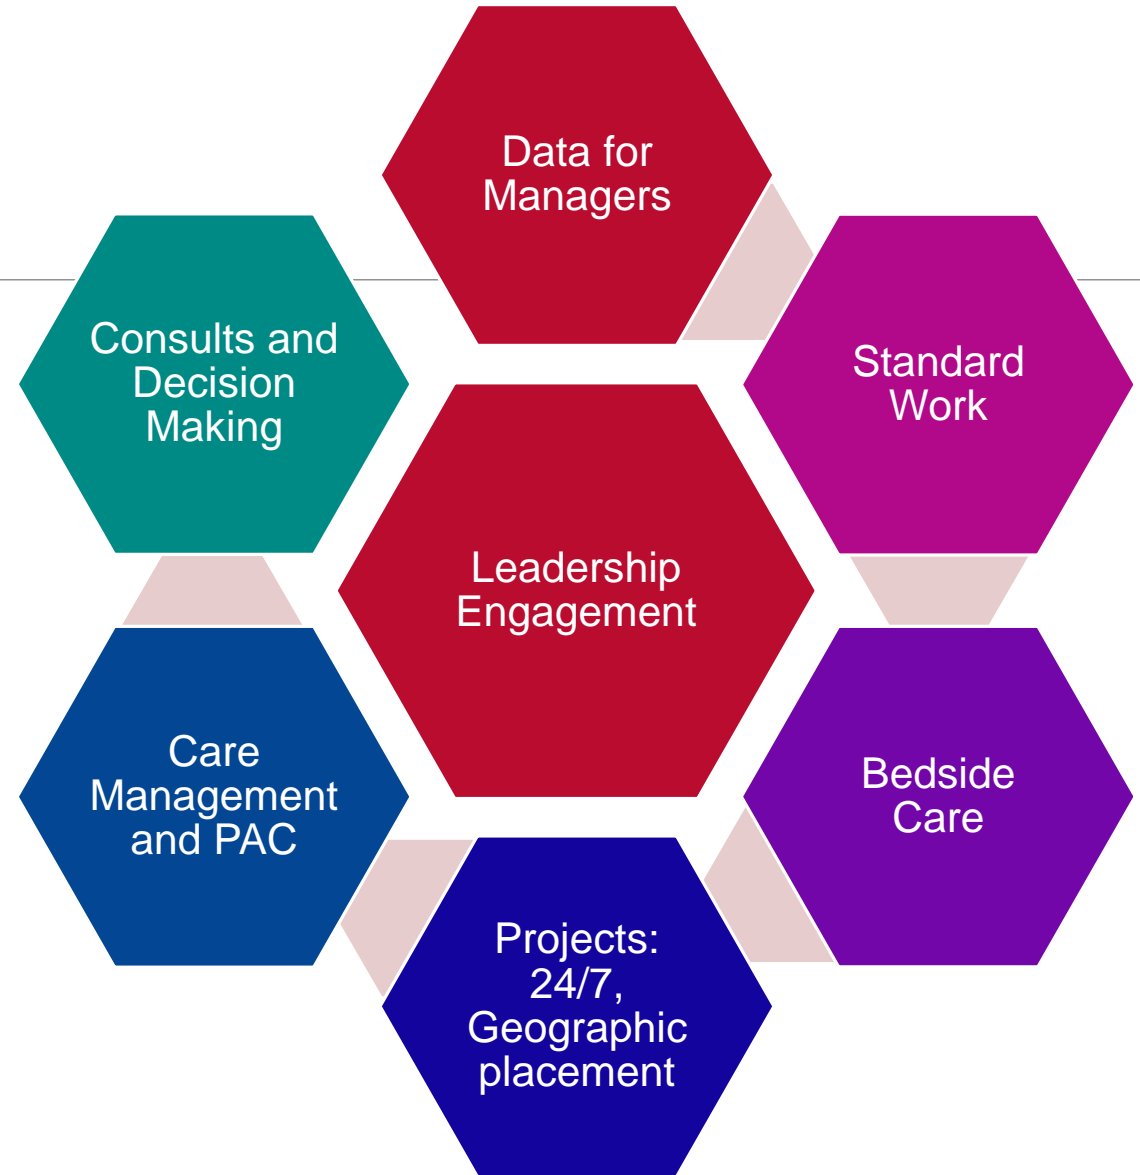 Data for
Managers
Consults and
Decision
Making
Standard
Work
Leadership
Engagement
Care
Management
and PAC
Bedside
Care
Projects:
24/7,
Geographic
placement